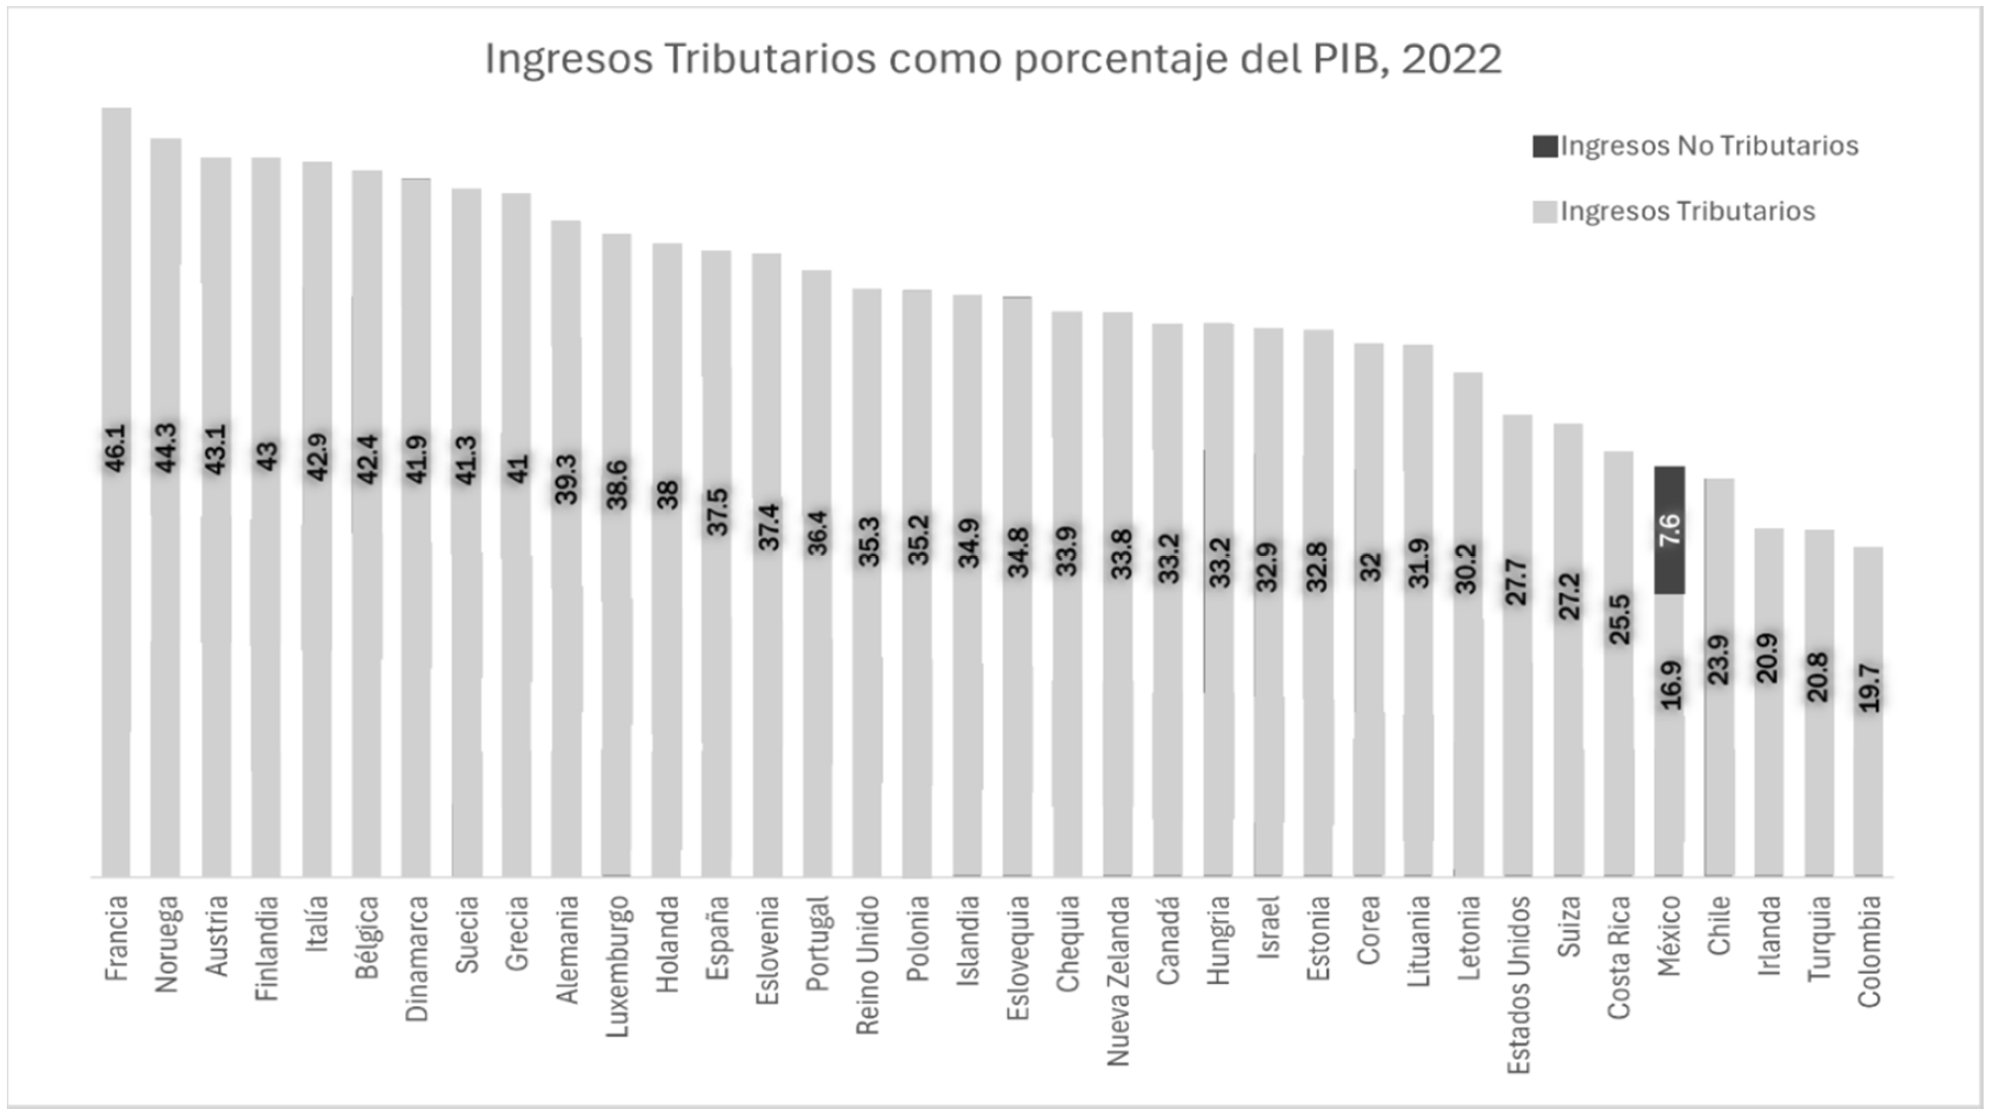 Ingresos Tributarios como porcentaje del PIB, 2022
Ingresos No Tributarios
Ingresos Tributarios
46.1
44.3
43.1
43
42.9
42.4
41.9
41.3
41
39.3
38.6
38
37.5
37.4
36.4
35.3
35.2
34.9
34.8
33.9
33.8
33.2
33.2
32.9
32.8
32
31.9
30.2
27.7
27.2
25.5
7.6
16.9
23.9
20.9
20.8
19.7
Francia
Noruega
Austria
Finlandia
Italía
Bélgica
Dinamarca
Suecia
Grecia
Alemania
Luxemburgo
Holanda
España
Eslovenia
Portugal
Reino Unido
Polonia
Islandia
Eslovequia
Chequia
Nueva Zelanda
Canadá
Hungria
Israel
Estonia
Corea
Lituania
Letonia
Estados Unidos
Suiza
Costa Rica
México
Chile
Irlanda
Turquia
Colombia